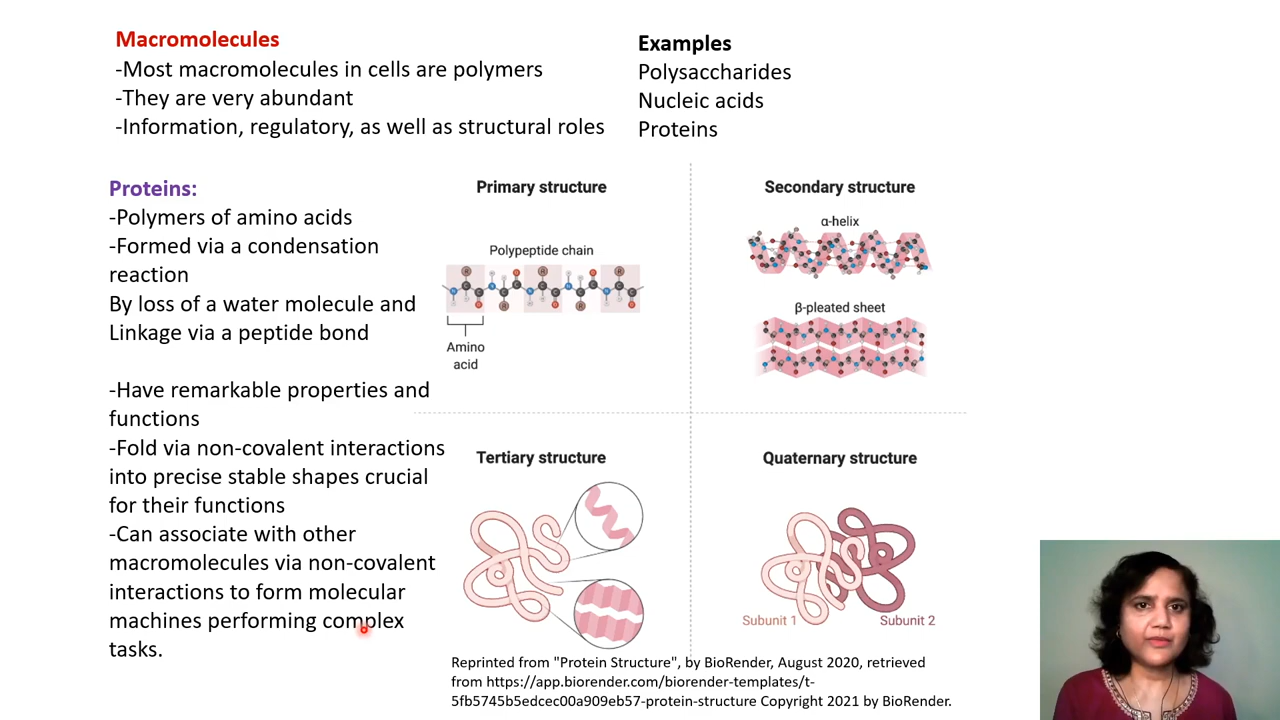 Macromolecules
-Most macromolecules in cells are polymers
-They are very abundant
-Information, regulatory, as well as structural roles
Examples
Polysaccharides
Nucleic acids
Proteins
Proteins:
-Polymers of amino acids
-Formed via a condensation
reaction
By loss of a water molecule and
Linkage via a peptide bond
-Have remarkable properties and
functions
-Fold via non-covalent interactions
into precise stable shapes crucial
for their functions
-Can associate with other
macromolecules via non-covalent
interactions to form molecular
machines performing complex
tasks.
Primary structure
Polypeptide chain
Amino
acid
Secondary structure
α-helix
β-pleated sheet
Tertiary structure
Quaternary structure
Subunit 1
Subunit 2
Reprinted from "Protein Structure", by BioRender, August 2020, retrieved
from https://app.biorender.com/biorender-templates/t-
5fb5745b5edcec00a909eb57-protein-structure Copyright 2021 by BioRender.